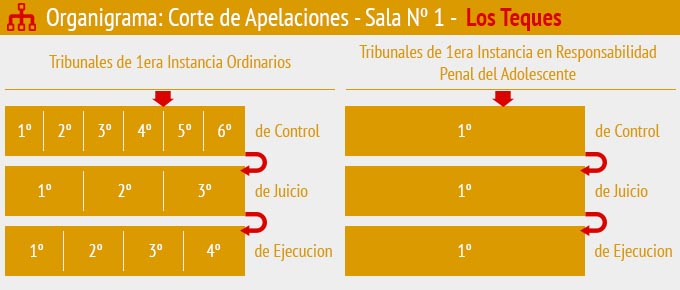 Organigrama: Corte de Apelaciones - Sala Nº 1 - Los Teques
Tribunales de 1era Instancia Ordinarios
1º 2º 3º 4º 5º 6º de Control
1º 2º 3º de Juicio
1º 2º 3º 4º de Ejecucion
Tribunales de 1era Instancia en Responsabilidad
Penal del Adolescente
1º de Control
1º de Juicio
1º de Ejecucion